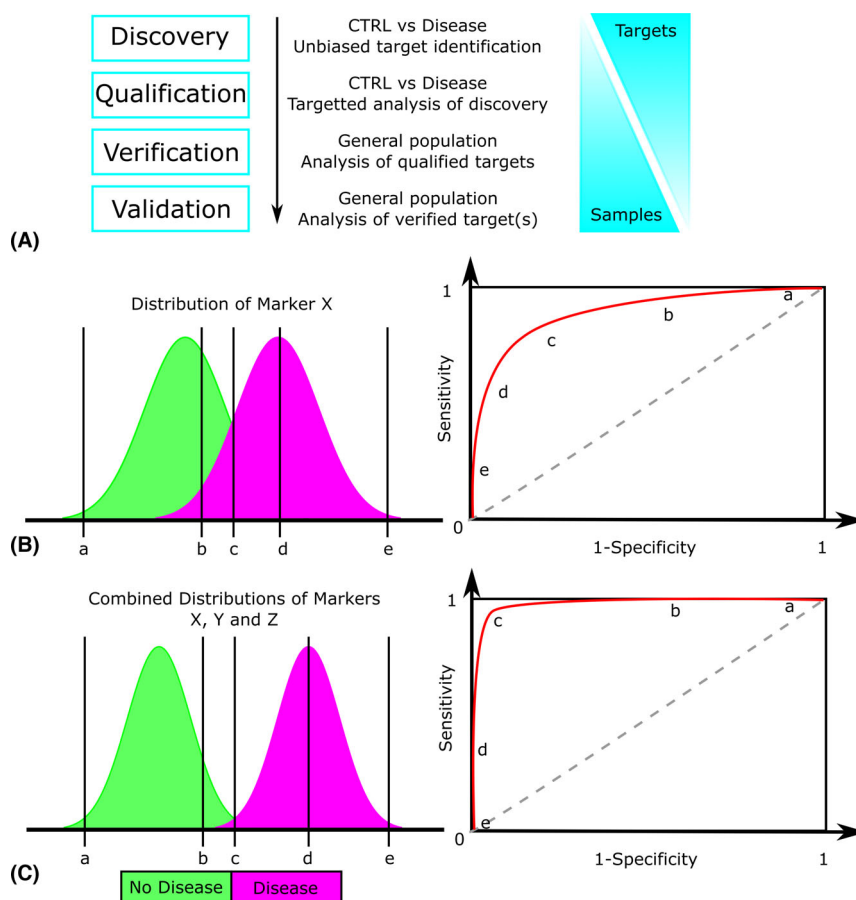 Discovery
CTRL vs Disease
Unbiased target identification
Targets
Qualification
CTRL vs Disease
Targetted analysis of discovery
Verification
General population
Analysis of qualified targets
Validation
General population
Analysis of verified target(s)
Samples
(A)
Distribution of Marker X
a
b
c
d
e
(B)
1
a
b
c
d
e
Sensitivity
0
1-Specificity
1
Combined Distributions of Markers
X, Y and Z
a
b
c
d
e
(C)
No Disease
Disease
1
a
b
c
d
e
Sensitivity
0
1-Specificity
1